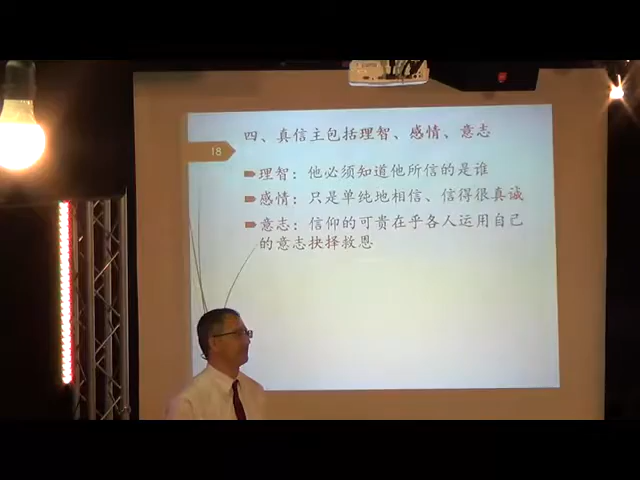 四、真信主包括理智、感情、意志
18
理智：他必须知道他所信的是谁
感情：只是单纯地相信、信得很真诚
意志：信仰的可贵在乎各人运用自己
的意志抉择救恩